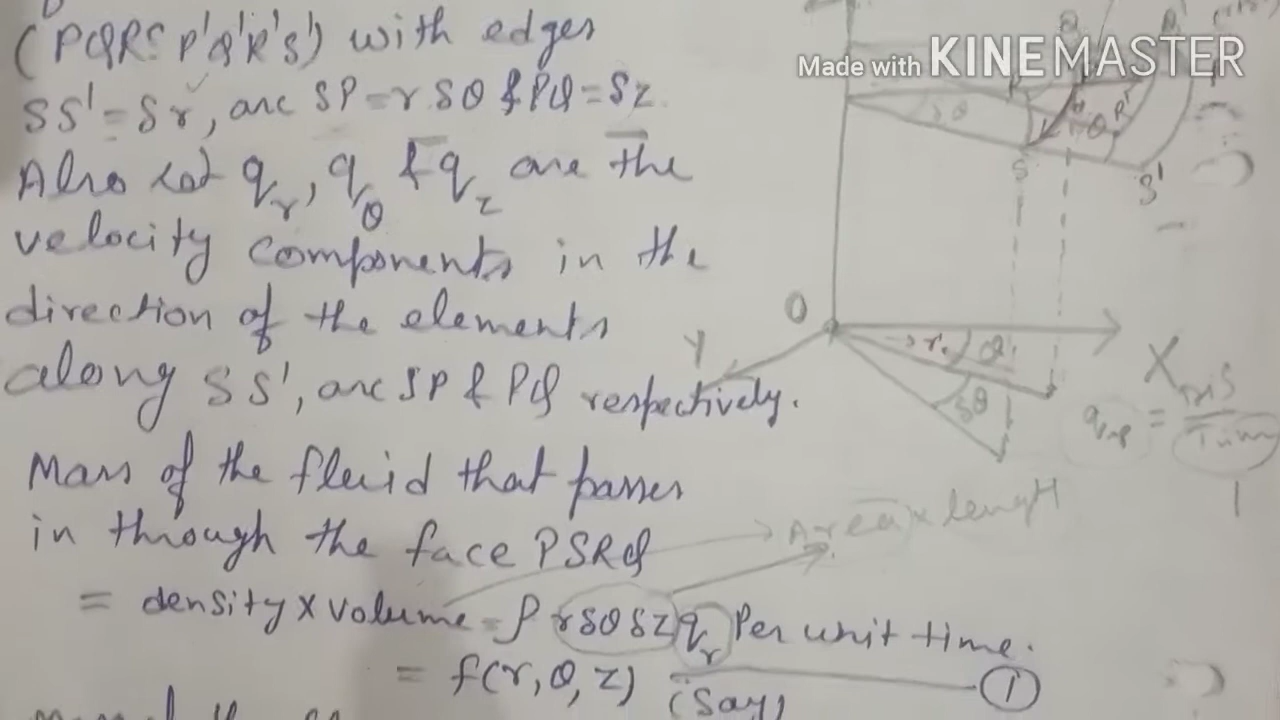 (PQRS P'Q'R'S') with edges
SS' = δr, arc SP = r δθ & PQ = δz.
Also let q_r, q_θ & q_z are the
velocity components in the
direction of the elements
along SS', arc SP & PQ respectively.
Mass of the fluid that passes
in through the face PSRQ
= density x volume = ρ rδθ δz q_r Per unit time.
= f(r, θ, z) (Say) ①
Made with KINEMASTER
δθ
S
S'
R'
O
Y
r
θ
δθ
X
Area x length